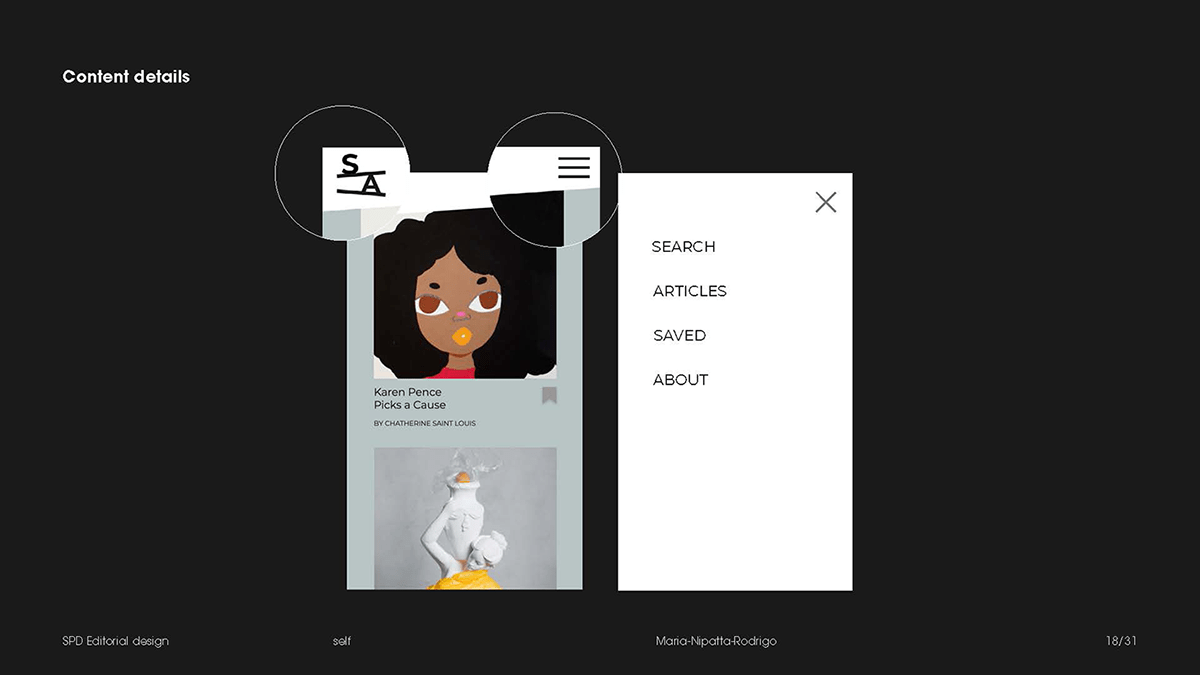 Content details
S
A
Karen Pence
Picks a Cause
BY CHATHERINE SAINT LOUIS
SEARCH
ARTICLES
SAVED
ABOUT
SPD Editorial design
self
Maria-Nipatta-Rodrigo
18/31